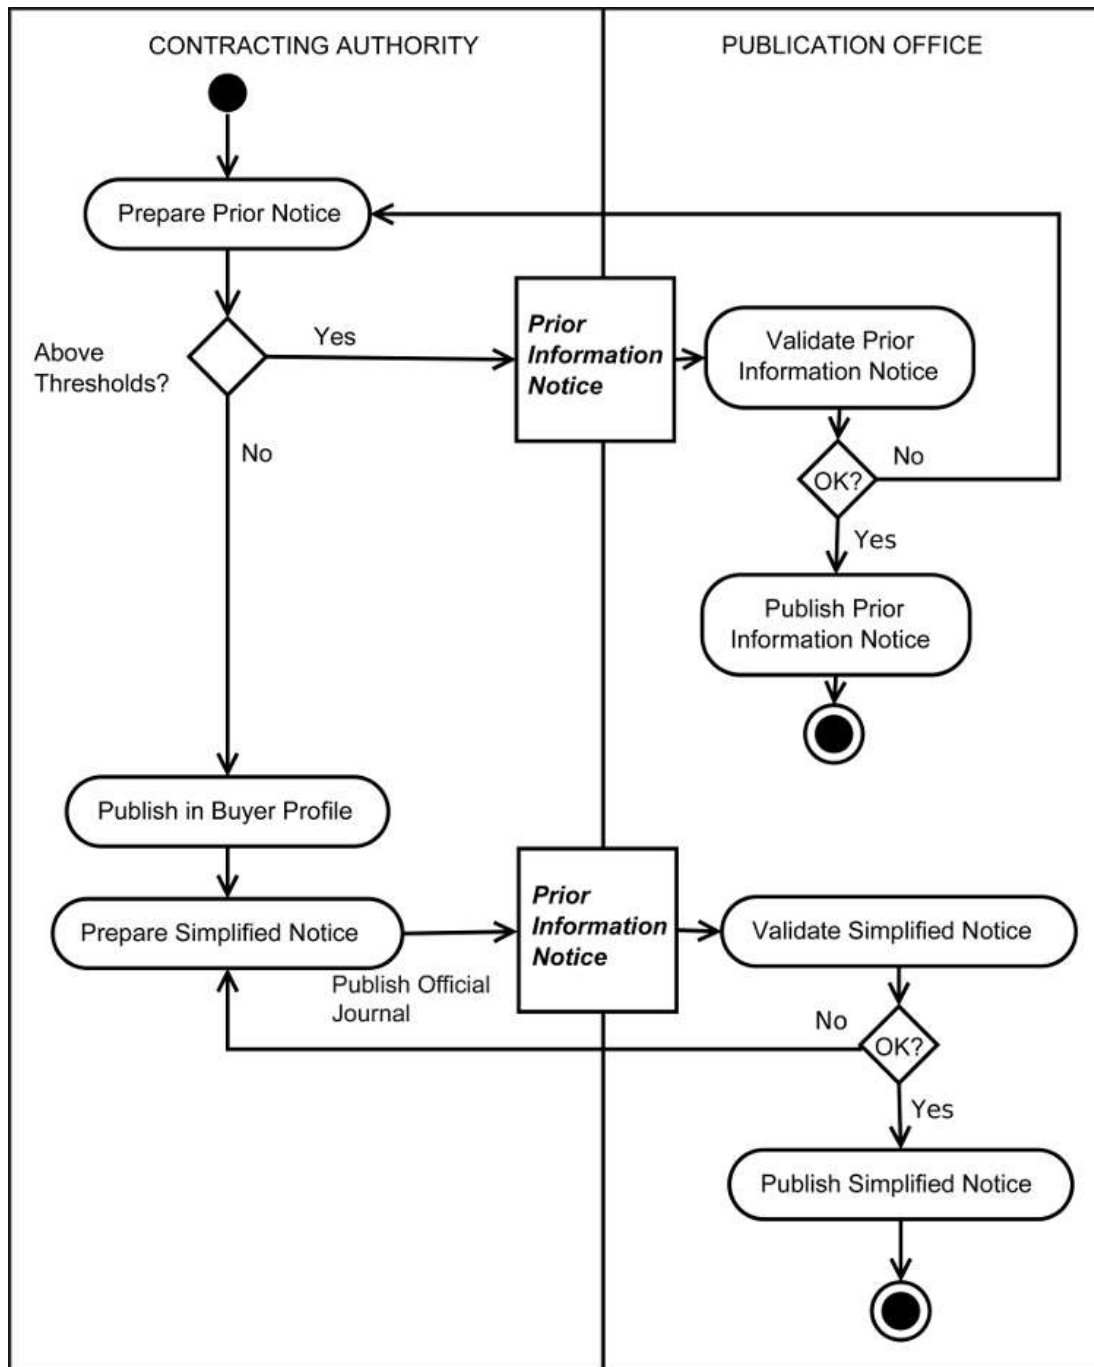 CONTRACTING AUTHORITY
PUBLICATION OFFICE
Prepare Prior Notice
Above
Thresholds?
Yes
Prior
Information
Notice
Validate Prior
Information Notice
No
OK?
No
Yes
Publish Prior
Information Notice
Publish in Buyer Profile
Prepare Simplified Notice
Publish Official
Journal
Prior
Information
Notice
Validate Simplified Notice
No
OK?
Yes
Publish Simplified Notice